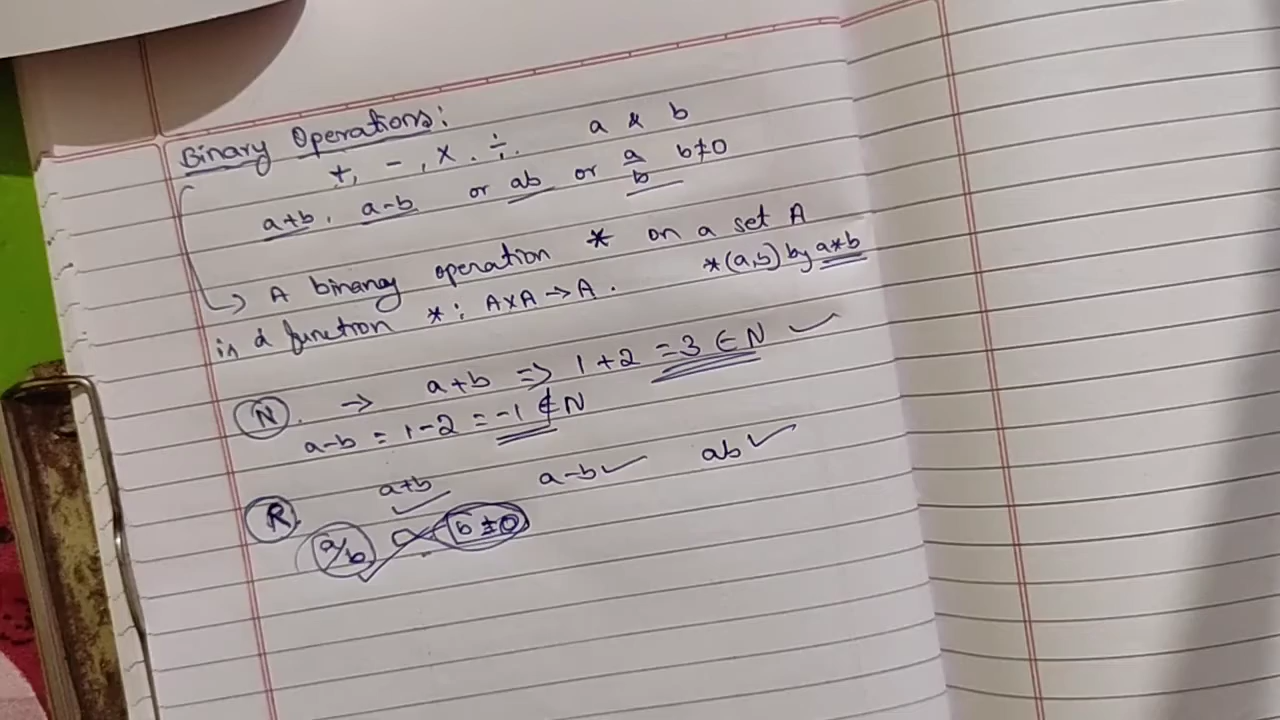 Binary Operations:
+, -, x. ÷. a & b
a+b, a-b or ab or a/b b≠0
→ A binary operation * on a set A
is a function *: AxA→A. *(a,b) by a*b
N. → a+b ⇒ 1+2 =3 ∈ N ✓
a-b = 1-2 = -1 ∉ N
R. a+b ✓ a-b ✓ ab ✓
a/b b≠0